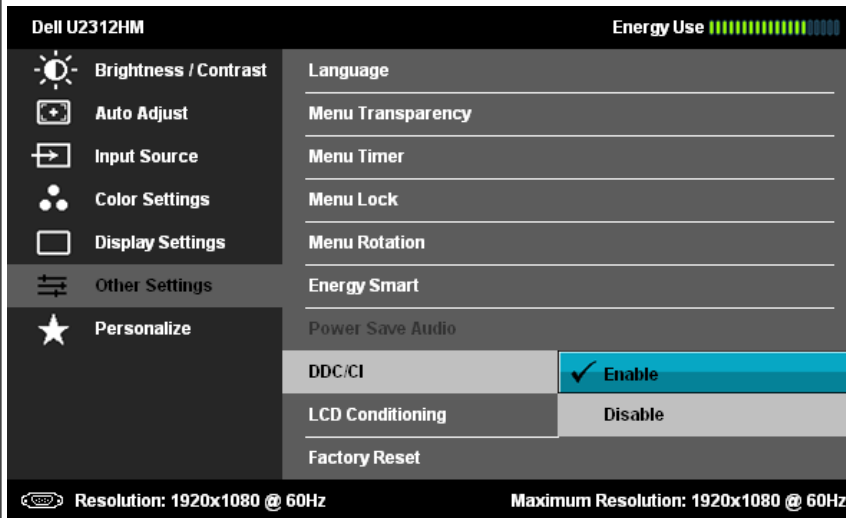 Dell U2312HM Energy Use
Brightness / Contrast Language
Auto Adjust Menu Transparency
Input Source Menu Timer
Color Settings Menu Lock
Display Settings Menu Rotation
Other Settings Energy Smart
Personalize Power Save Audio
DDC/CI Enable
LCD Conditioning Disable
Factory Reset
Resolution: 1920x1080 @ 60Hz Maximum Resolution: 1920x1080 @ 60Hz